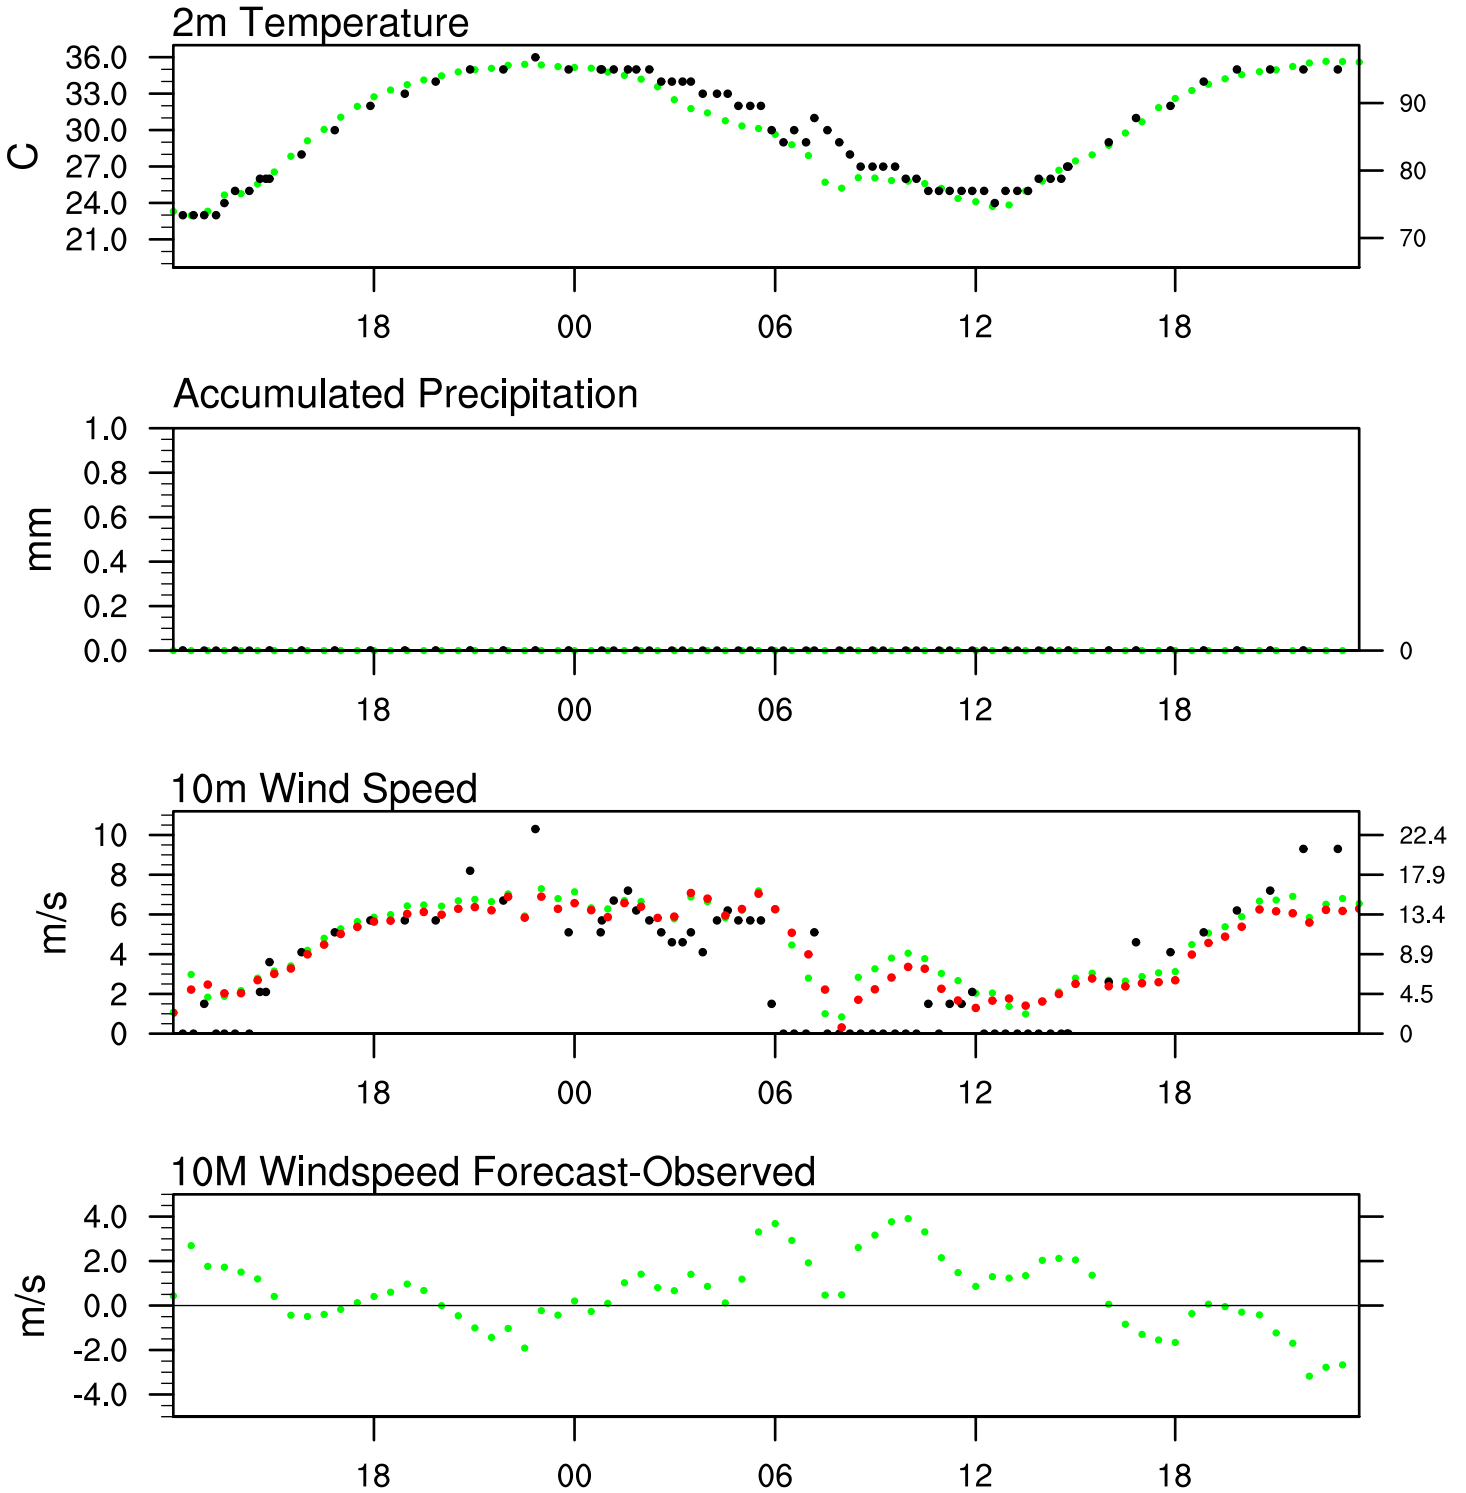 2m Temperature
36.0
33.0
30.0
27.0
24.0
21.0
C
90
80
70
18 00 06 12 18
Accumulated Precipitation
1.0
0.8
0.6
0.4
0.2
0.0
mm
0
18 00 06 12 18
10m Wind Speed
10
8
6
4
2
0
m/s
22.4
17.9
13.4
8.9
4.5
0
18 00 06 12 18
10M Windspeed Forecast-Observed
4.0
2.0
0.0
-2.0
-4.0
m/s
18 00 06 12 18